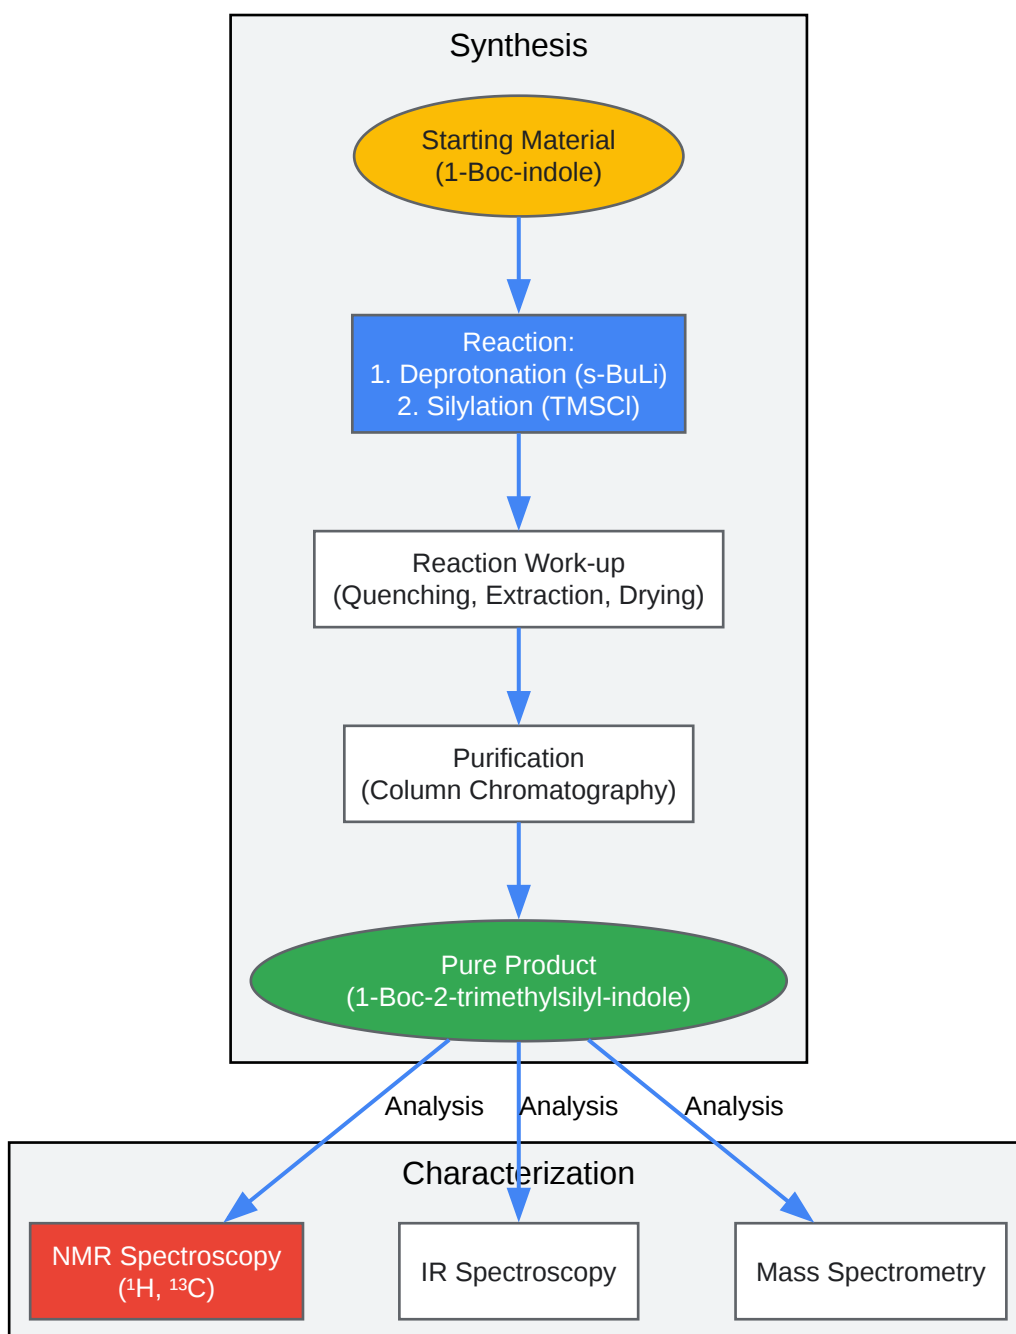 Synthesis
Starting Material
(1-Boc-indole)
Reaction:
1. Deprotonation (s-BuLi)
2. Silylation (TMSCl)
Reaction Work-up
(Quenching, Extraction, Drying)
Purification
(Column Chromatography)
Pure Product
(1-Boc-2-trimethylsilyl-indole)
Analysis
Analysis
Analysis
Characterization
NMR Spectroscopy
(¹H, ¹³C)
IR Spectroscopy
Mass Spectrometry